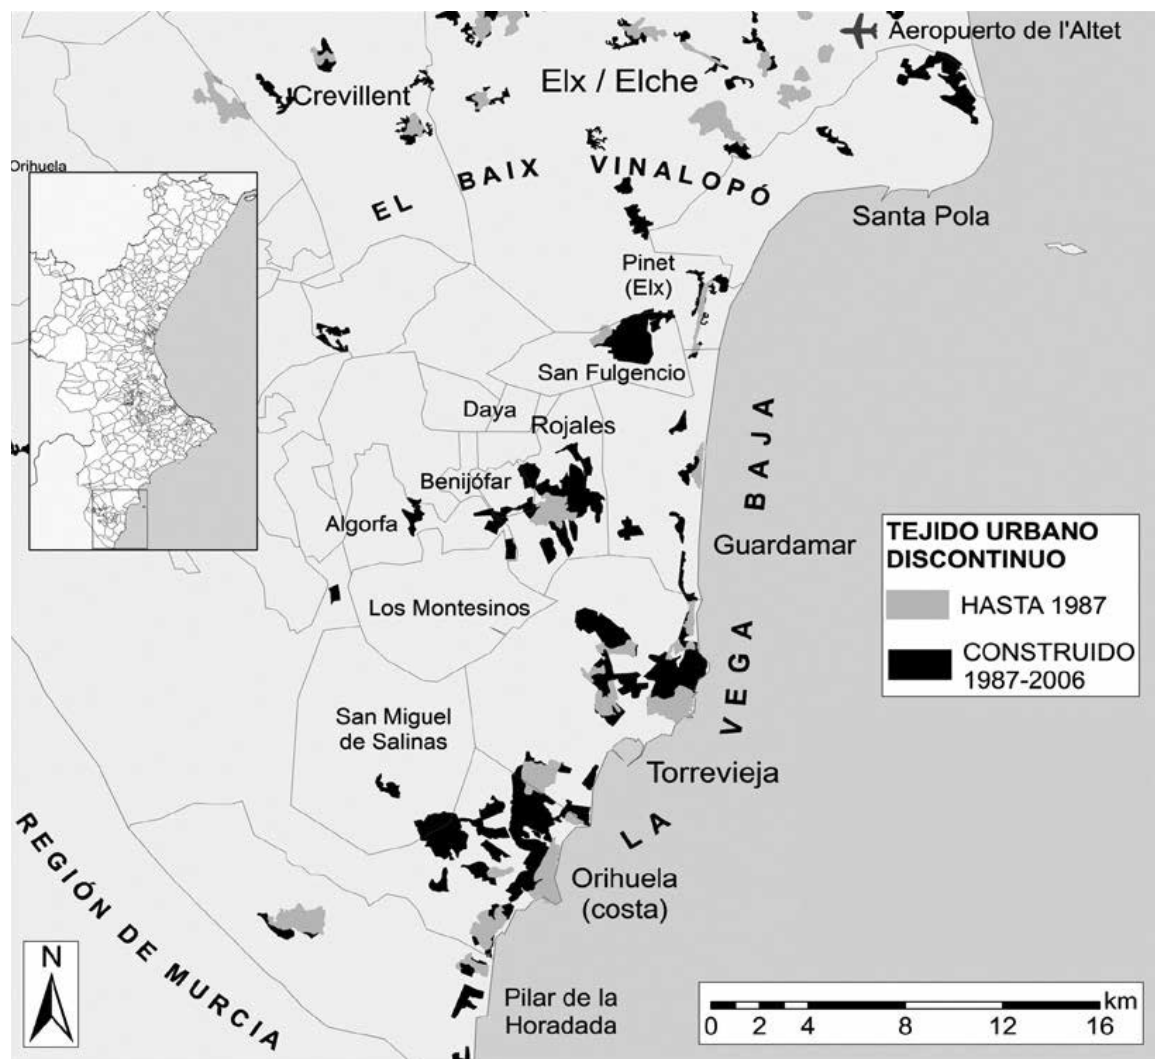 Aeropuerto de l'Altet
Elx / Elche
Crevillent
EL BAIX VINALOPÓ
Orihuela
Santa Pola
Pinet
(Elx)
San Fulgencio
Daya
Rojales
Benijófar
Algorfa
Guardamar
LA VEGA BAJA
Los Montesinos
TEJIDO URBANO
DISCONTINUO
HASTA 1987
CONSTRUIDO
1987-2006
San Miguel
de Salinas
Torrevieja
Orihuela
(costa)
REGIÓN DE MURCIA
N
Pilar de la
Horadada
km
0 2 4 8 12 16